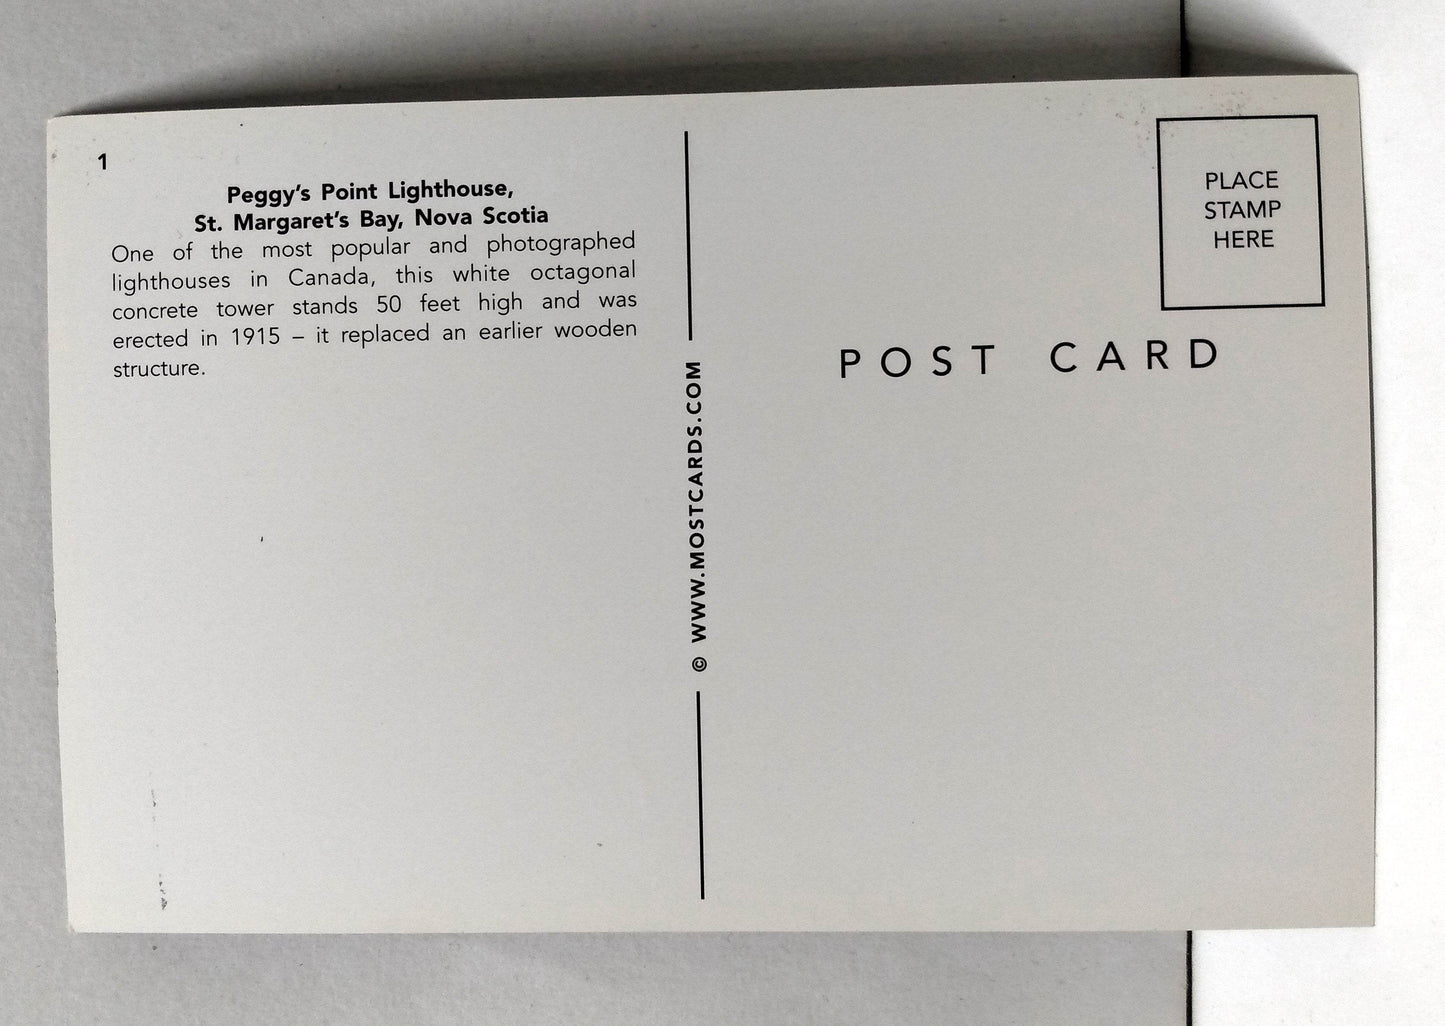 1
Peggy's Point Lighthouse,
St. Margaret's Bay, Nova Scotia
One of the most popular and photographed
lighthouses in Canada, this white octagonal
concrete tower stands 50 feet high and was
erected in 1915 – it replaced an earlier wooden
structure.
© WWW.MOSTCARDS.COM
PLACE
STAMP
HERE
POST CARD